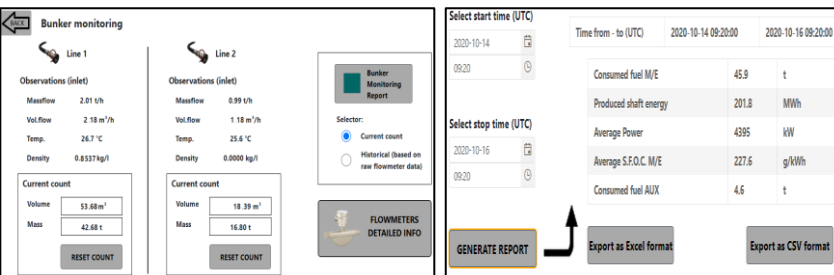 BACK Bunker monitoring
Line 1
Line 2
Observations (inlet)
Massflow 2.01 t/h
Vol.flow 2 18 m³/h
Temp. 26.7 °C
Density 0.8537 kg/l
Current count
Volume 53.68 m³
Mass 42.68 t
RESET COUNT
Observations (inlet)
Massflow 0.99 t/h
Vol.flow 1 18 m³/h
Temp. 25.6 °C
Density 0.0000 kg/l
Current count
Volume 18.39 m³
Mass 16.80 t
RESET COUNT
Bunker
Monitoring
Report
Selector:
Current count
Historical (based on
raw flowmeter data)
FLOWMETERS
DETAILED INFO
Select start time (UTC)
2020-10-14
09:20
Select stop time (UTC)
2020-10-16
09:20
GENERATE REPORT
Time from - to (UTC) 2020-10-14 09:20:00 2020-10-16 09:20:00
Consumed fuel M/E 45.9 t
Produced shaft energy 201.8 MWh
Average Power 4395 kW
Average S.F.O.C. M/E 227.6 g/kWh
Consumed fuel AUX 4.6 t
Export as Excel format
Export as CSV format